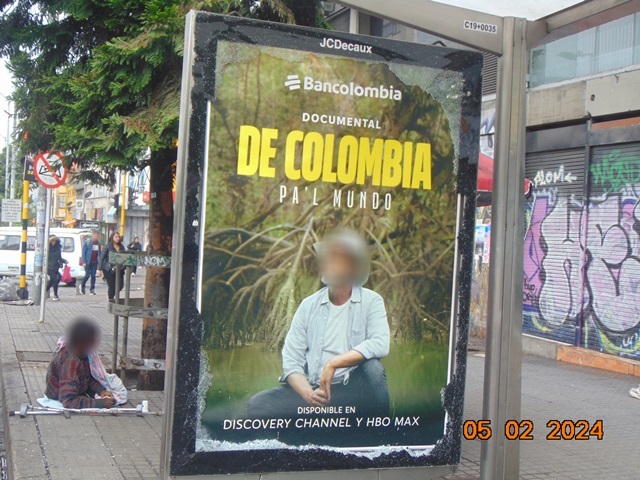 JCDecaux
C19+0035
Bancolombia
DOCUMENTAL
DE COLOMBIA
PA'L MUNDO
DISPONIBLE EN
DISCOVERY CHANNEL Y HBO MAX
05 02 2024